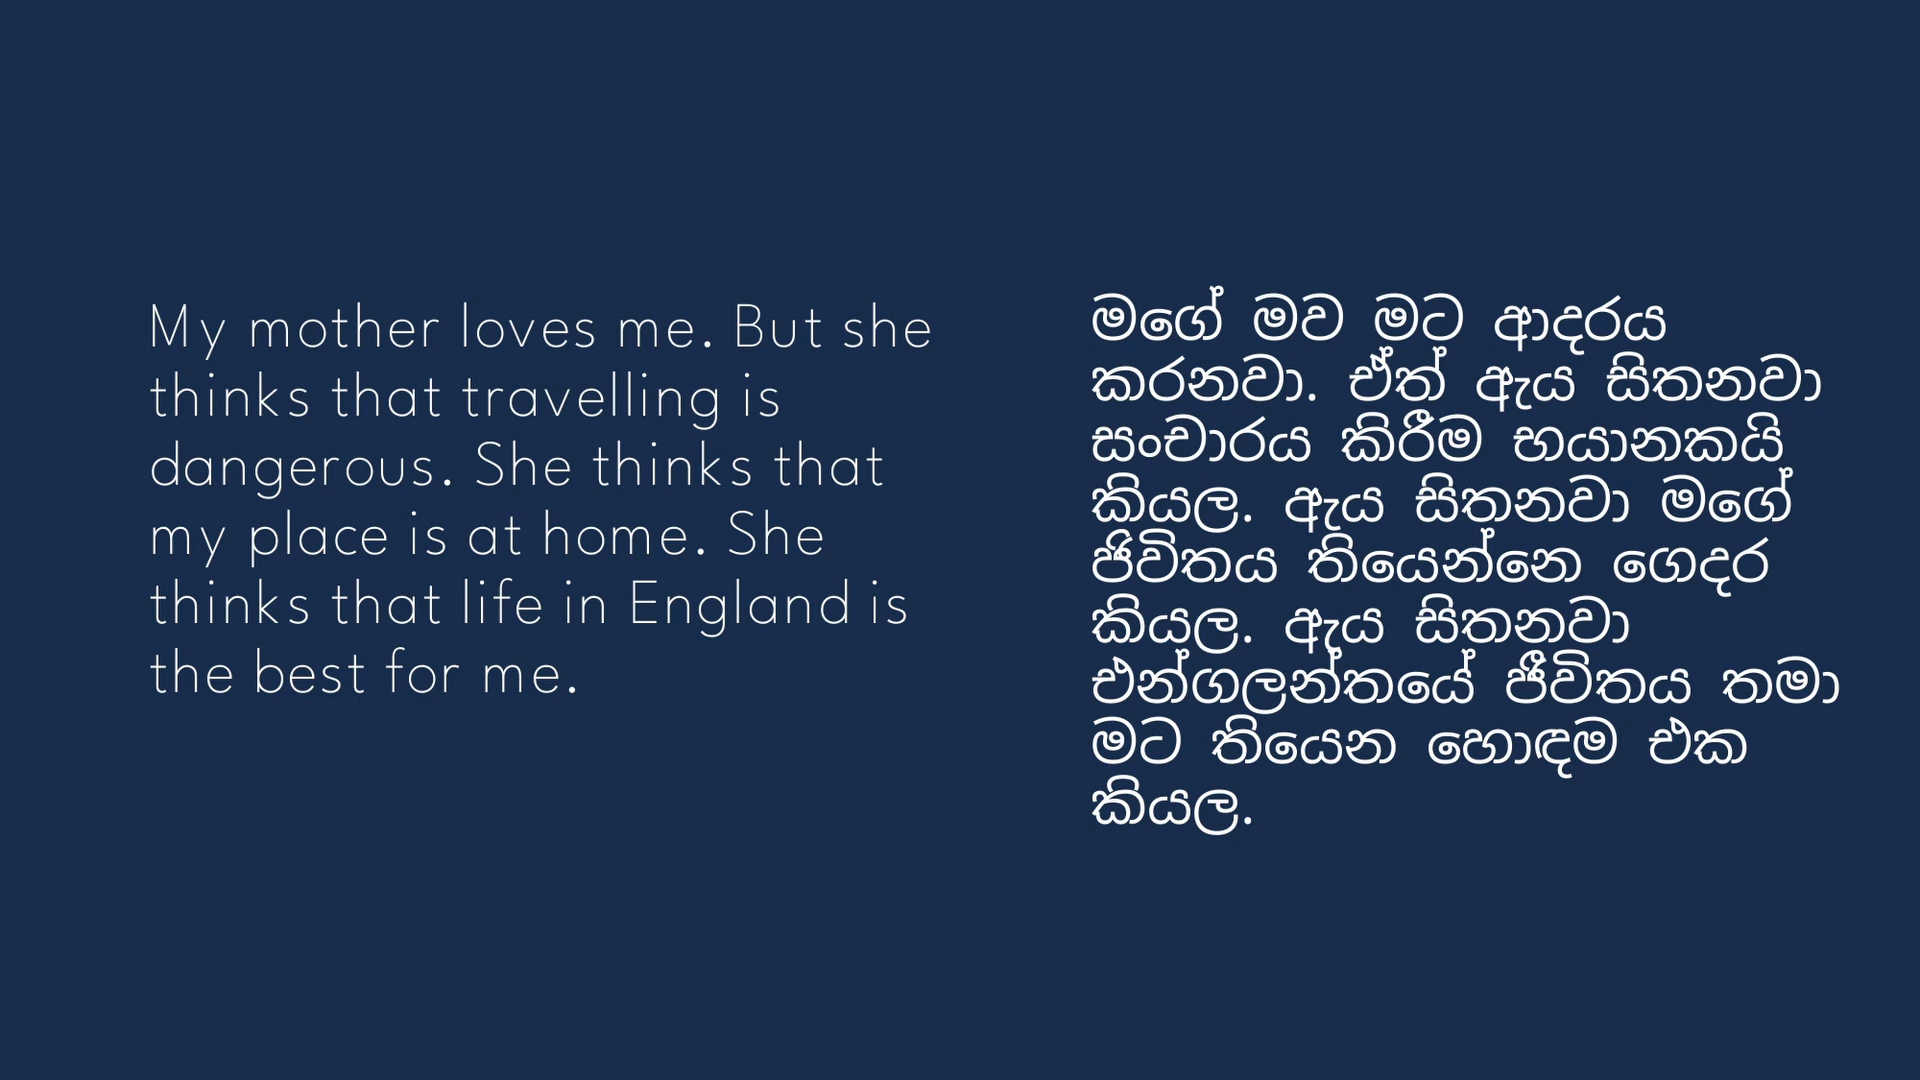 My mother loves me. But she
thinks that travelling is
dangerous. She thinks that
my place is at home. She
thinks that life in England is
the best for me.
මගේ මව මට ආදරය
කරනවා. ඒත් ඇය සිතනවා
සංචාරය කිරීම භයානකයි
කියල. ඇය සිතනවා මගේ
ජිවිතය තියෙන්නෙ ගෙදර
කියල. ඇය සිතනවා
එන්ගලන්තයේ ජීවිතය තමා
මට තියෙන හොඳම එක
කියල.